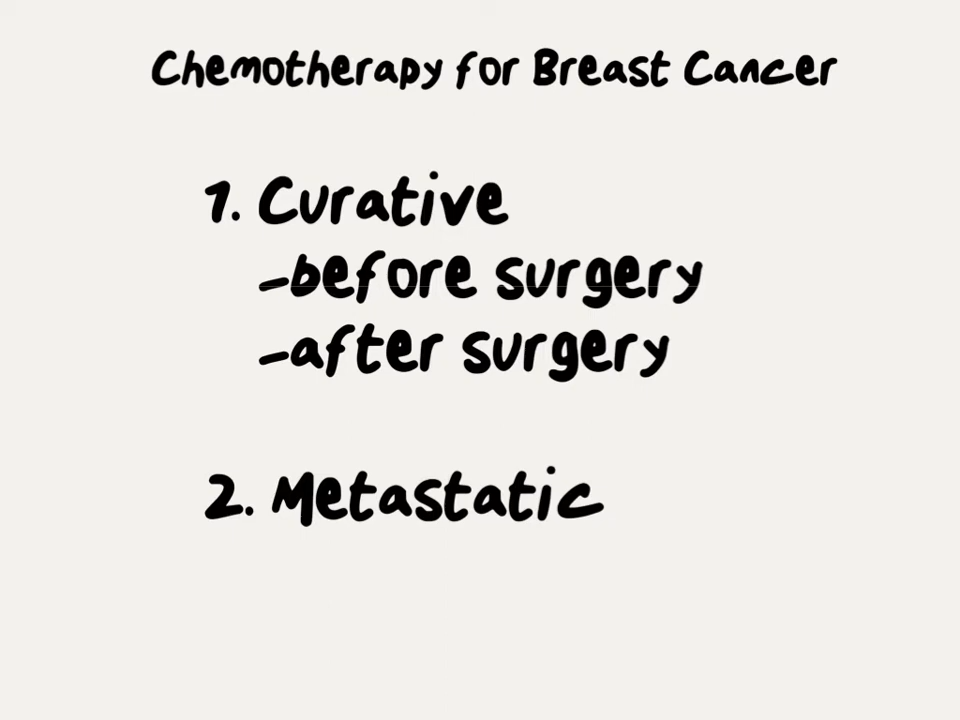 Chemotherapy for Breast Cancer
1. Curative
-before surgery
-after surgery
2. Metastatic